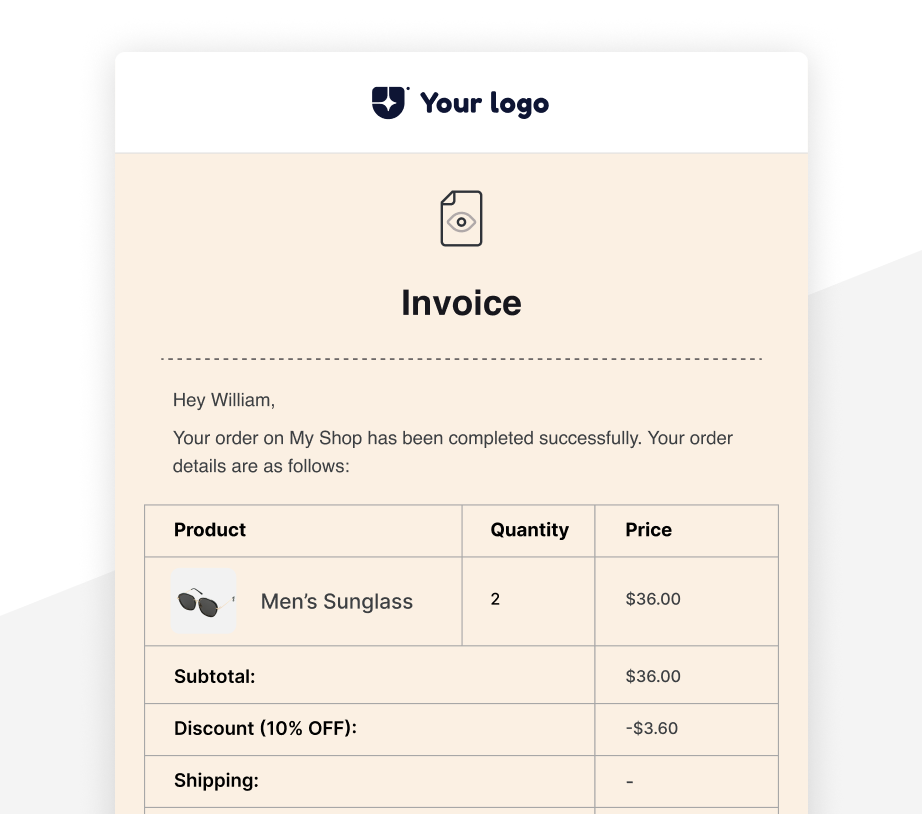 Your logo
Invoice
Hey William,
Your order on My Shop has been completed successfully. Your order
details are as follows:
Product Quantity Price
Men’s Sunglass 2 $36.00
Subtotal: $36.00
Discount (10% OFF): -$3.60
Shipping: -